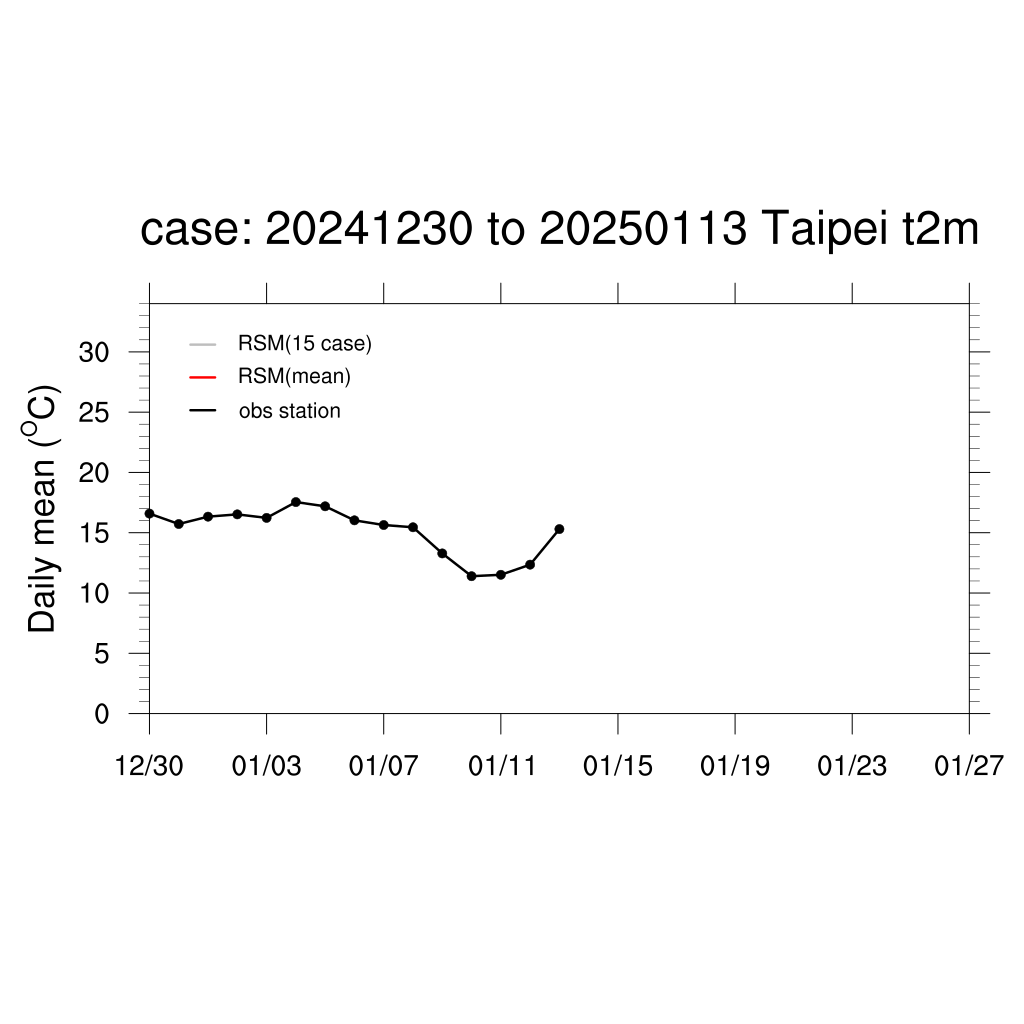 case: 20241230 to 20250113 Taipei t2m
RSM(15 case)
RSM(mean)
obs station
Daily mean (°C)
30
25
20
15
10
5
0
12/30 01/03 01/07 01/11 01/15 01/19 01/23 01/27